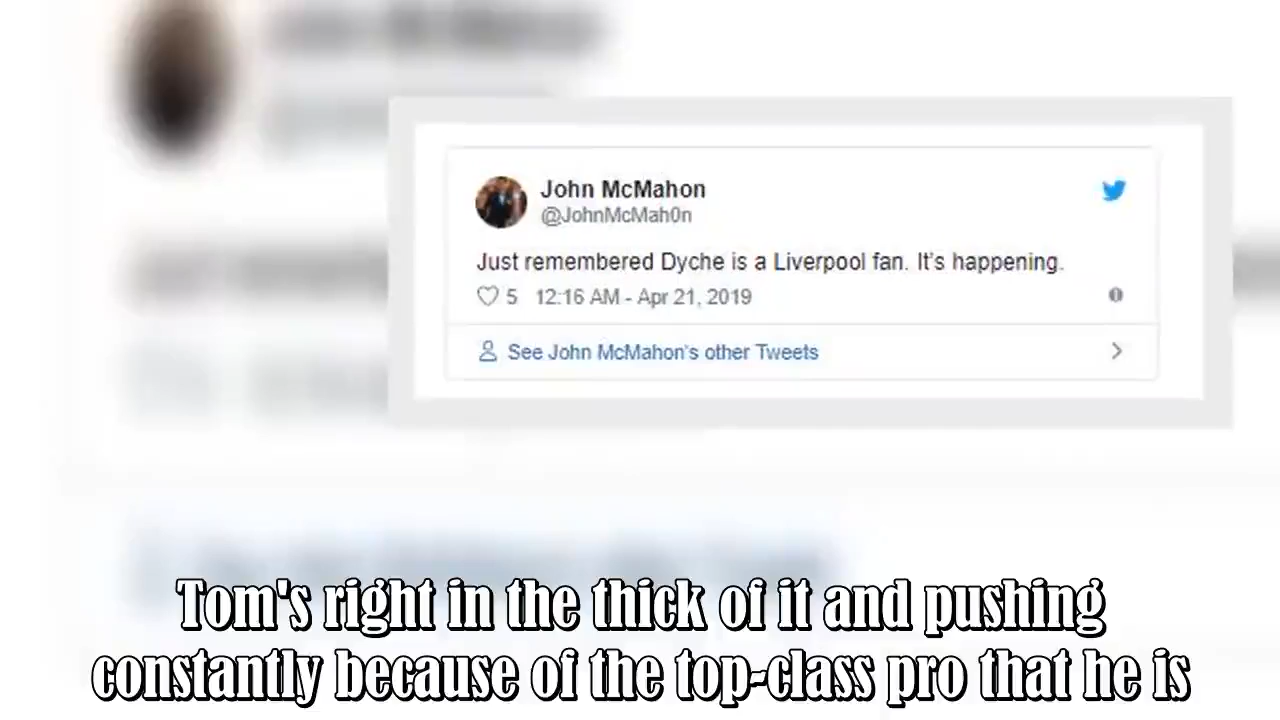 John McMahon
@JohnMcMah0n
Just remembered Dyche is a Liverpool fan. It's happening.
5 12:16 AM - Apr 21, 2019
See John McMahon's other Tweets
Tom's right in the thick of it and pushing
constantly because of the top-class pro that he is